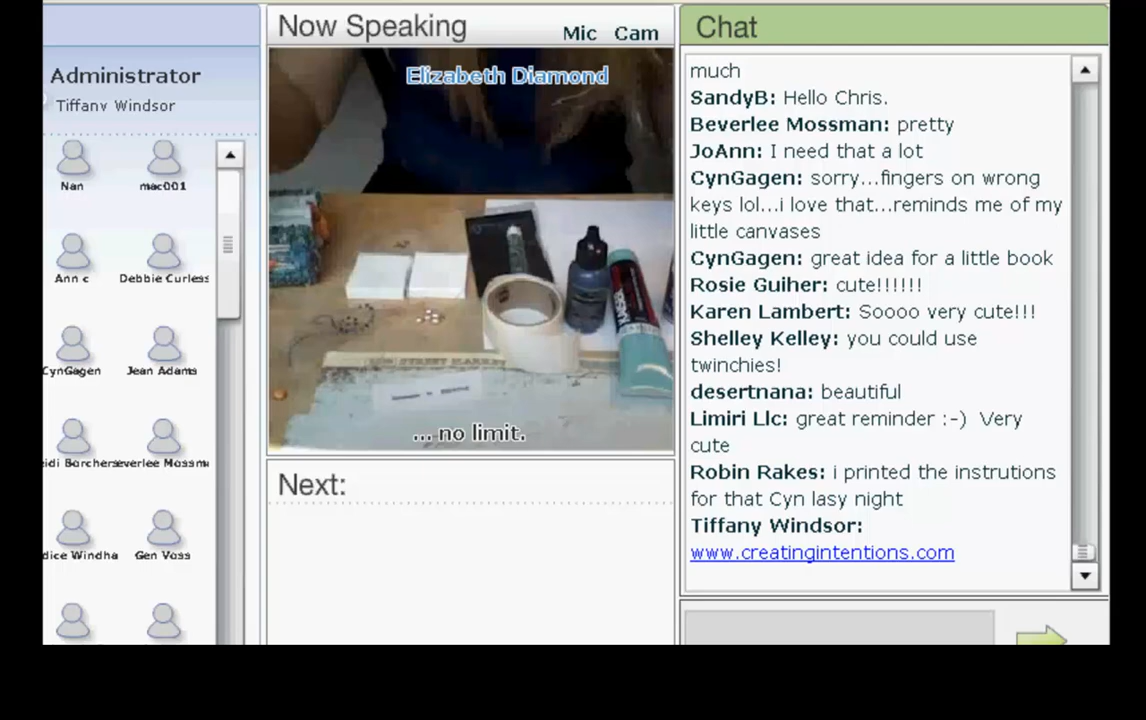 Administrator
Tiffany Windsor
Nan
mac001
Ann c
Debbie Curless
CynGagen
Jean Adams
idi Borchers
everlee Mossm
dice Windha
Gen Voss
Now Speaking
Mic Cam
Elizabeth Diamond
STREET MARKET
... no limit.
Next:
Chat
much
SandyB: Hello Chris.
Beverlee Mossman: pretty
JoAnn: I need that a lot
CynGagen: sorry...fingers on wrong
keys lol...i love that...reminds me of my
little canvases
CynGagen: great idea for a little book
Rosie Guiher: cute!!!!!!
Karen Lambert: Soooo very cute!!!
Shelley Kelley: you could use
twinchies!
desertnana: beautiful
Limiri Llc: great reminder :-) Very
cute
Robin Rakes: i printed the instrutions
for that Cyn lasy night
Tiffany Windsor:
www.creatingintentions.com